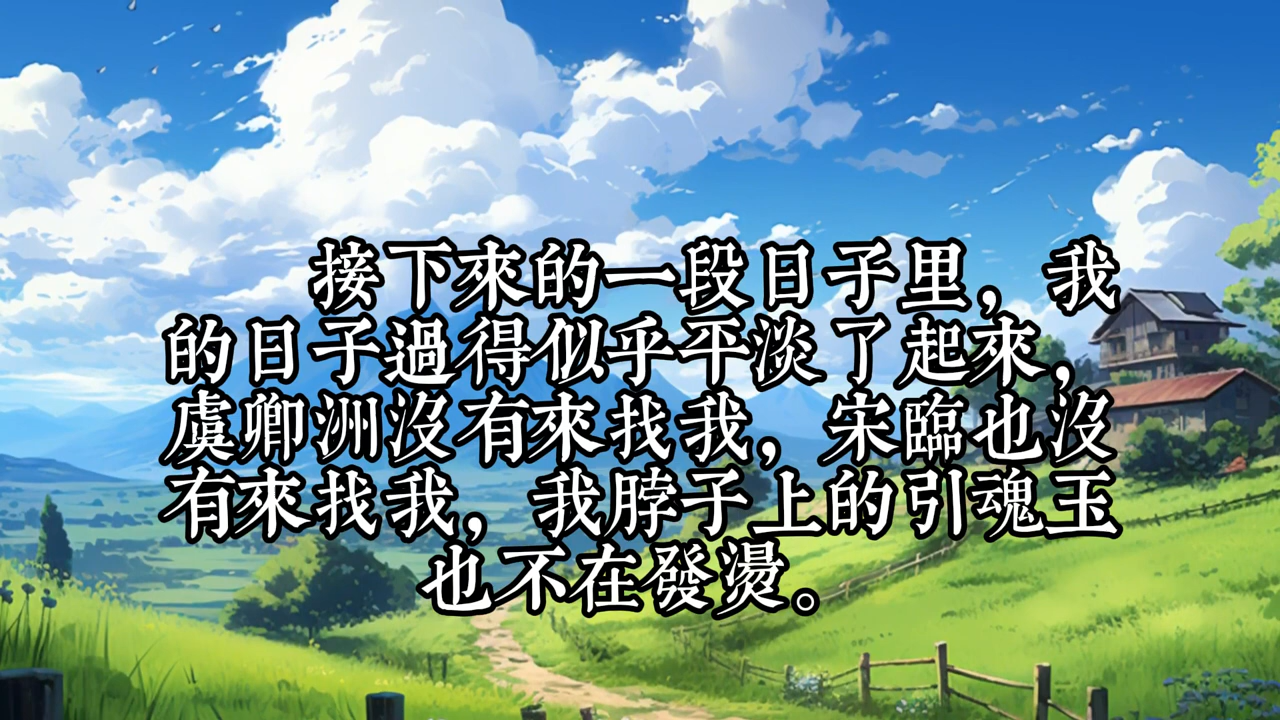 接下來的一段日子里，我
的日子過得似乎平淡了起來，
虞卿洲沒有來找我，宋臨也沒
有來找我，我脖子上的引魂玉
也不在發燙。